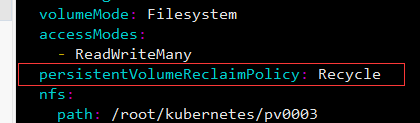 volumeMode: Filesystem
accessModes:
- ReadWriteMany
persistentVolumeReclaimPolicy: Recycle
nfs:
path: /root/kubernetes/pv0003